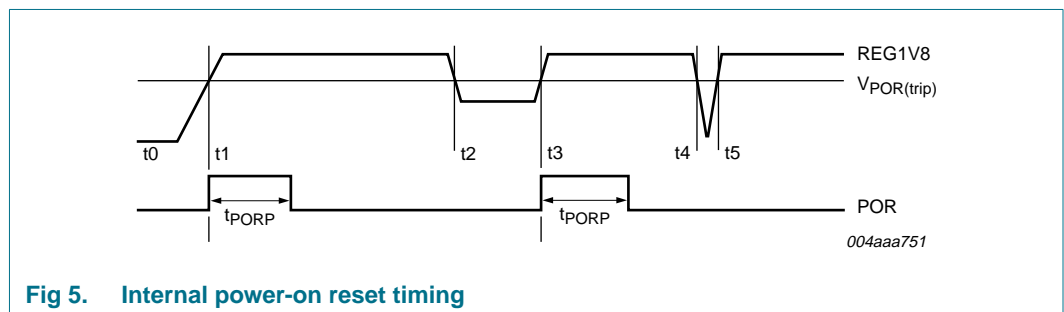 REG1V8
VPOR(trip)
t0
t1
t2
t3
t4
t5
tPORP
tPORP
POR
004aaa751
Fig 5. Internal power-on reset timing